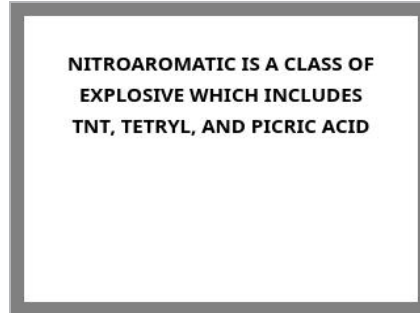 NITROAROMATIC IS A CLASS OF
EXPLOSIVE WHICH INCLUDES
TNT, TETRYL, AND PICRIC ACID